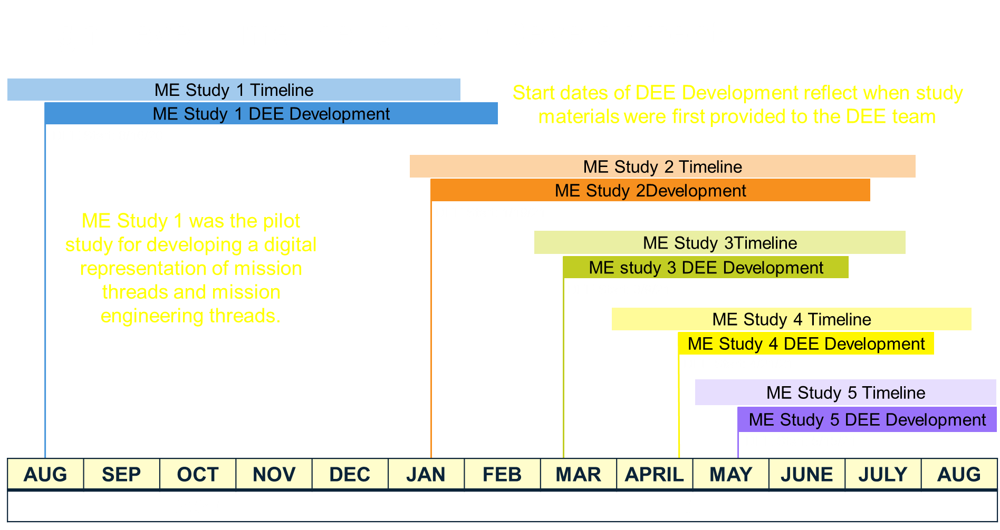 ME Study 1 Timeline
ME Study 1 DEE Development
Start dates of DEE Development reflect when study
materials were first provided to the DEE team
ME Study 2 Timeline
ME Study 2Development
ME Study 1 was the pilot
study for developing a digital
representation of mission
threads and mission
engineering threads.
ME Study 3Timeline
ME study 3 DEE Development
ME Study 4 Timeline
ME Study 4 DEE Development
ME Study 5 Timeline
ME Study 5 DEE Development
AUG SEP OCT NOV DEC JAN FEB MAR APRIL MAY JUNE JULY AUG